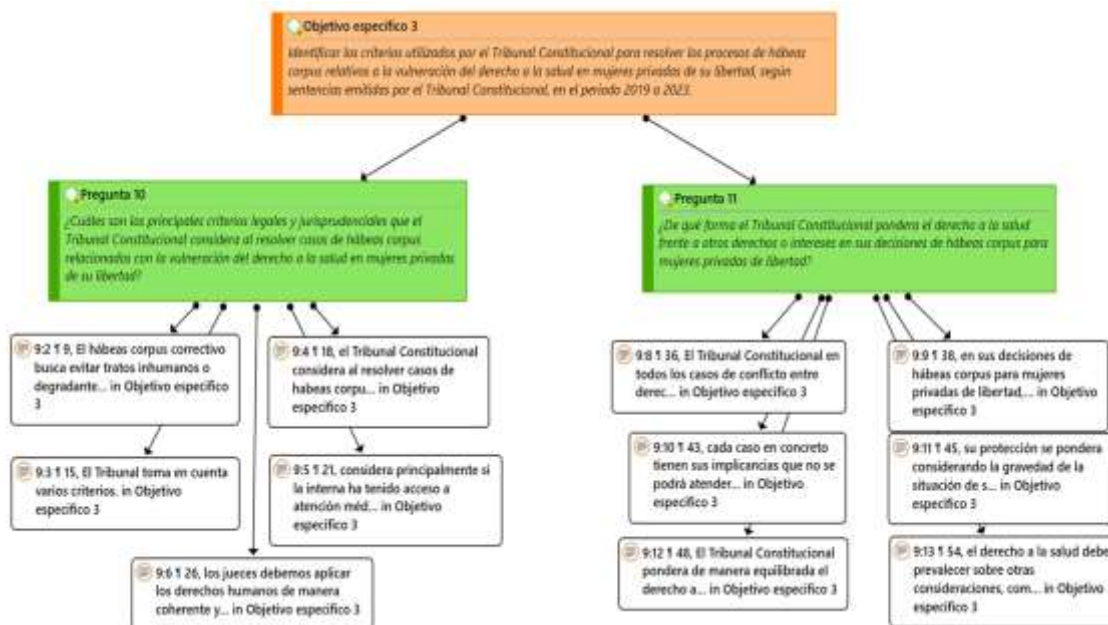 Objetivo específico 3
Identificar los criterios utilizados por el Tribunal Constitucional para resolver los procesos de hábeas
corpus relativos a la vulneración del derecho a la salud en mujeres privadas de su libertad, según
sentencias emitidas por el Tribunal Constitucional, en el periodo 2019 a 2023.
Pregunta 10
¿Cuáles son los principales criterios legales y jurisprudenciales que el
Tribunal Constitucional considera al resolver casos de hábeas corpus
relacionados con la vulneración del derecho a la salud en mujeres privadas
de su libertad?
Pregunta 11
¿De qué forma el Tribunal Constitucional pondera el derecho a la salud
frente a otros derechos o intereses en sus decisiones de hábeas corpus para
mujeres privadas de libertad?
9:2 ¶ 9, El hábeas corpus correctivo
busca evitar tratos inhumanos o
degradante... in Objetivo específico
3
9:4 ¶ 18, el Tribunal Constitucional
considera al resolver casos de
habeas corpu... in Objetivo
específico 3
9:3 ¶ 15, El Tribunal toma en cuenta
varios criterios. in Objetivo
específico 3
9:5 ¶ 21, considera principalmente si
la interna ha tenido acceso a
atención méd... in Objetivo
específico 3
9:6 ¶ 26, los jueces debemos aplicar
los derechos humanos de manera
coherente y... in Objetivo específico 3
9:8 ¶ 36, El Tribunal Constitucional en
todos los casos de conflicto entre
derec... in Objetivo específico 3
9:9 ¶ 38, en sus decisiones de
hábeas corpus para mujeres
privadas de libertad,... in Objetivo
específico 3
9:10 ¶ 43, cada caso en concreto
tienen sus implicancias que no se
podrá atender... in Objetivo
específico 3
9:11 ¶ 45, su protección se pondera
considerando la gravedad de la
situación de s... in Objetivo
específico 3
9:12 ¶ 48, El Tribunal Constitucional
pondera de manera equilibrada el
derecho a... in Objetivo específico 3
9:13 ¶ 54, el derecho a la salud debe
prevalecer sobre otras
consideraciones, com... in Objetivo
específico 3